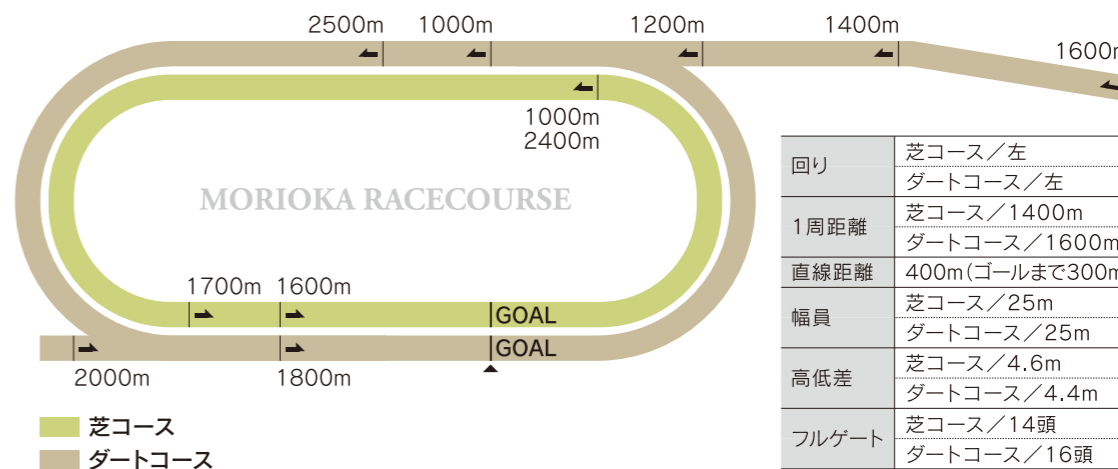 2500m
1000m
1200m
1400m
1600m
1000m
2400m
MORIOKA RACECOURSE
1700m
1600m
GOAL
GOAL
2000m
1800m
芝コース
ダートコース
回り
芝コース／左
ダートコース／左
1周距離
芝コース／1400m
ダートコース／1600m
直線距離
400m(ゴールまで300m
幅員
芝コース／25m
ダートコース／25m
高低差
芝コース／4.6m
ダートコース／4.4m
フルゲート
芝コース／14頭
ダートコース／16頭